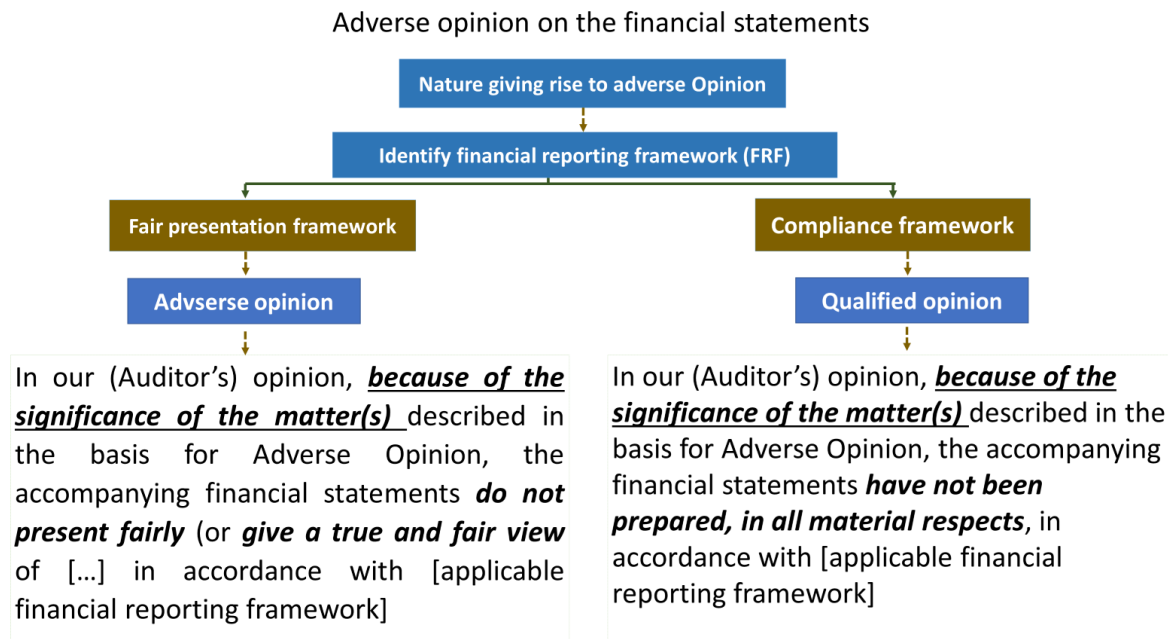 Adverse opinion on the financial statements
Nature giving rise to adverse Opinion
Identify financial reporting framework (FRF)
Fair presentation framework
Compliance framework
Advserse opinion
Qualified opinion
In our (Auditor’s) opinion, because of the
significance of the matter(s) described in
the basis for Adverse Opinion, the
accompanying financial statements do not
present fairly (or give a true and fair view
of [...] in accordance with [applicable
financial reporting framework]
In our (Auditor’s) opinion, because of the
significance of the matter(s) described in the
basis for Adverse Opinion, the accompanying
financial statements have not been
prepared, in all material respects, in
accordance with [applicable financial
reporting framework]